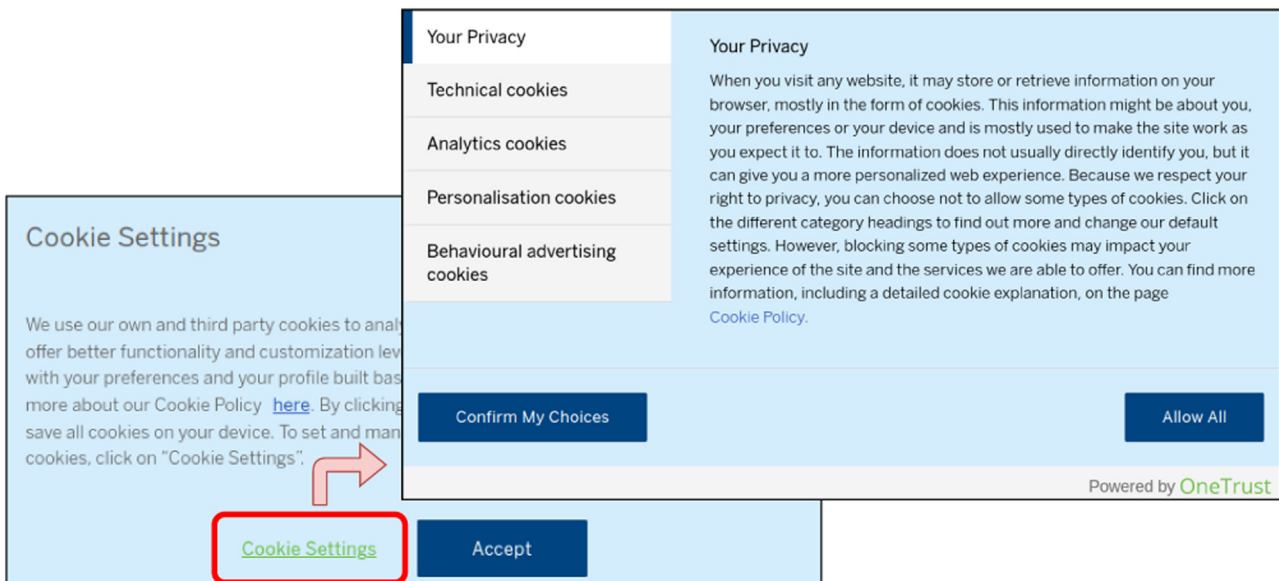 Your Privacy
Technical cookies
Analytics cookies
Personalisation cookies
Behavioural advertising
cookies
Your Privacy
When you visit any website, it may store or retrieve information on your
browser, mostly in the form of cookies. This information might be about you,
your preferences or your device and is mostly used to make the site work as
you expect it to. The information does not usually directly identify you, but it
can give you a more personalized web experience. Because we respect your
right to privacy, you can choose not to allow some types of cookies. Click on
the different category headings to find out more and change our default
settings. However, blocking some types of cookies may impact your
experience of the site and the services we are able to offer. You can find more
information, including a detailed cookie explanation, on the page
Cookie Policy.
Confirm My Choices
Allow All
Powered by OneTrust
Cookie Settings
We use our own and third party cookies to
offer better functionality and customization
with your preferences and your profile built
more about our Cookie Policy here. By clicking
save all cookies on your device. To set and
cookies, click on "Cookie Settings".
Cookie Settings
Accept